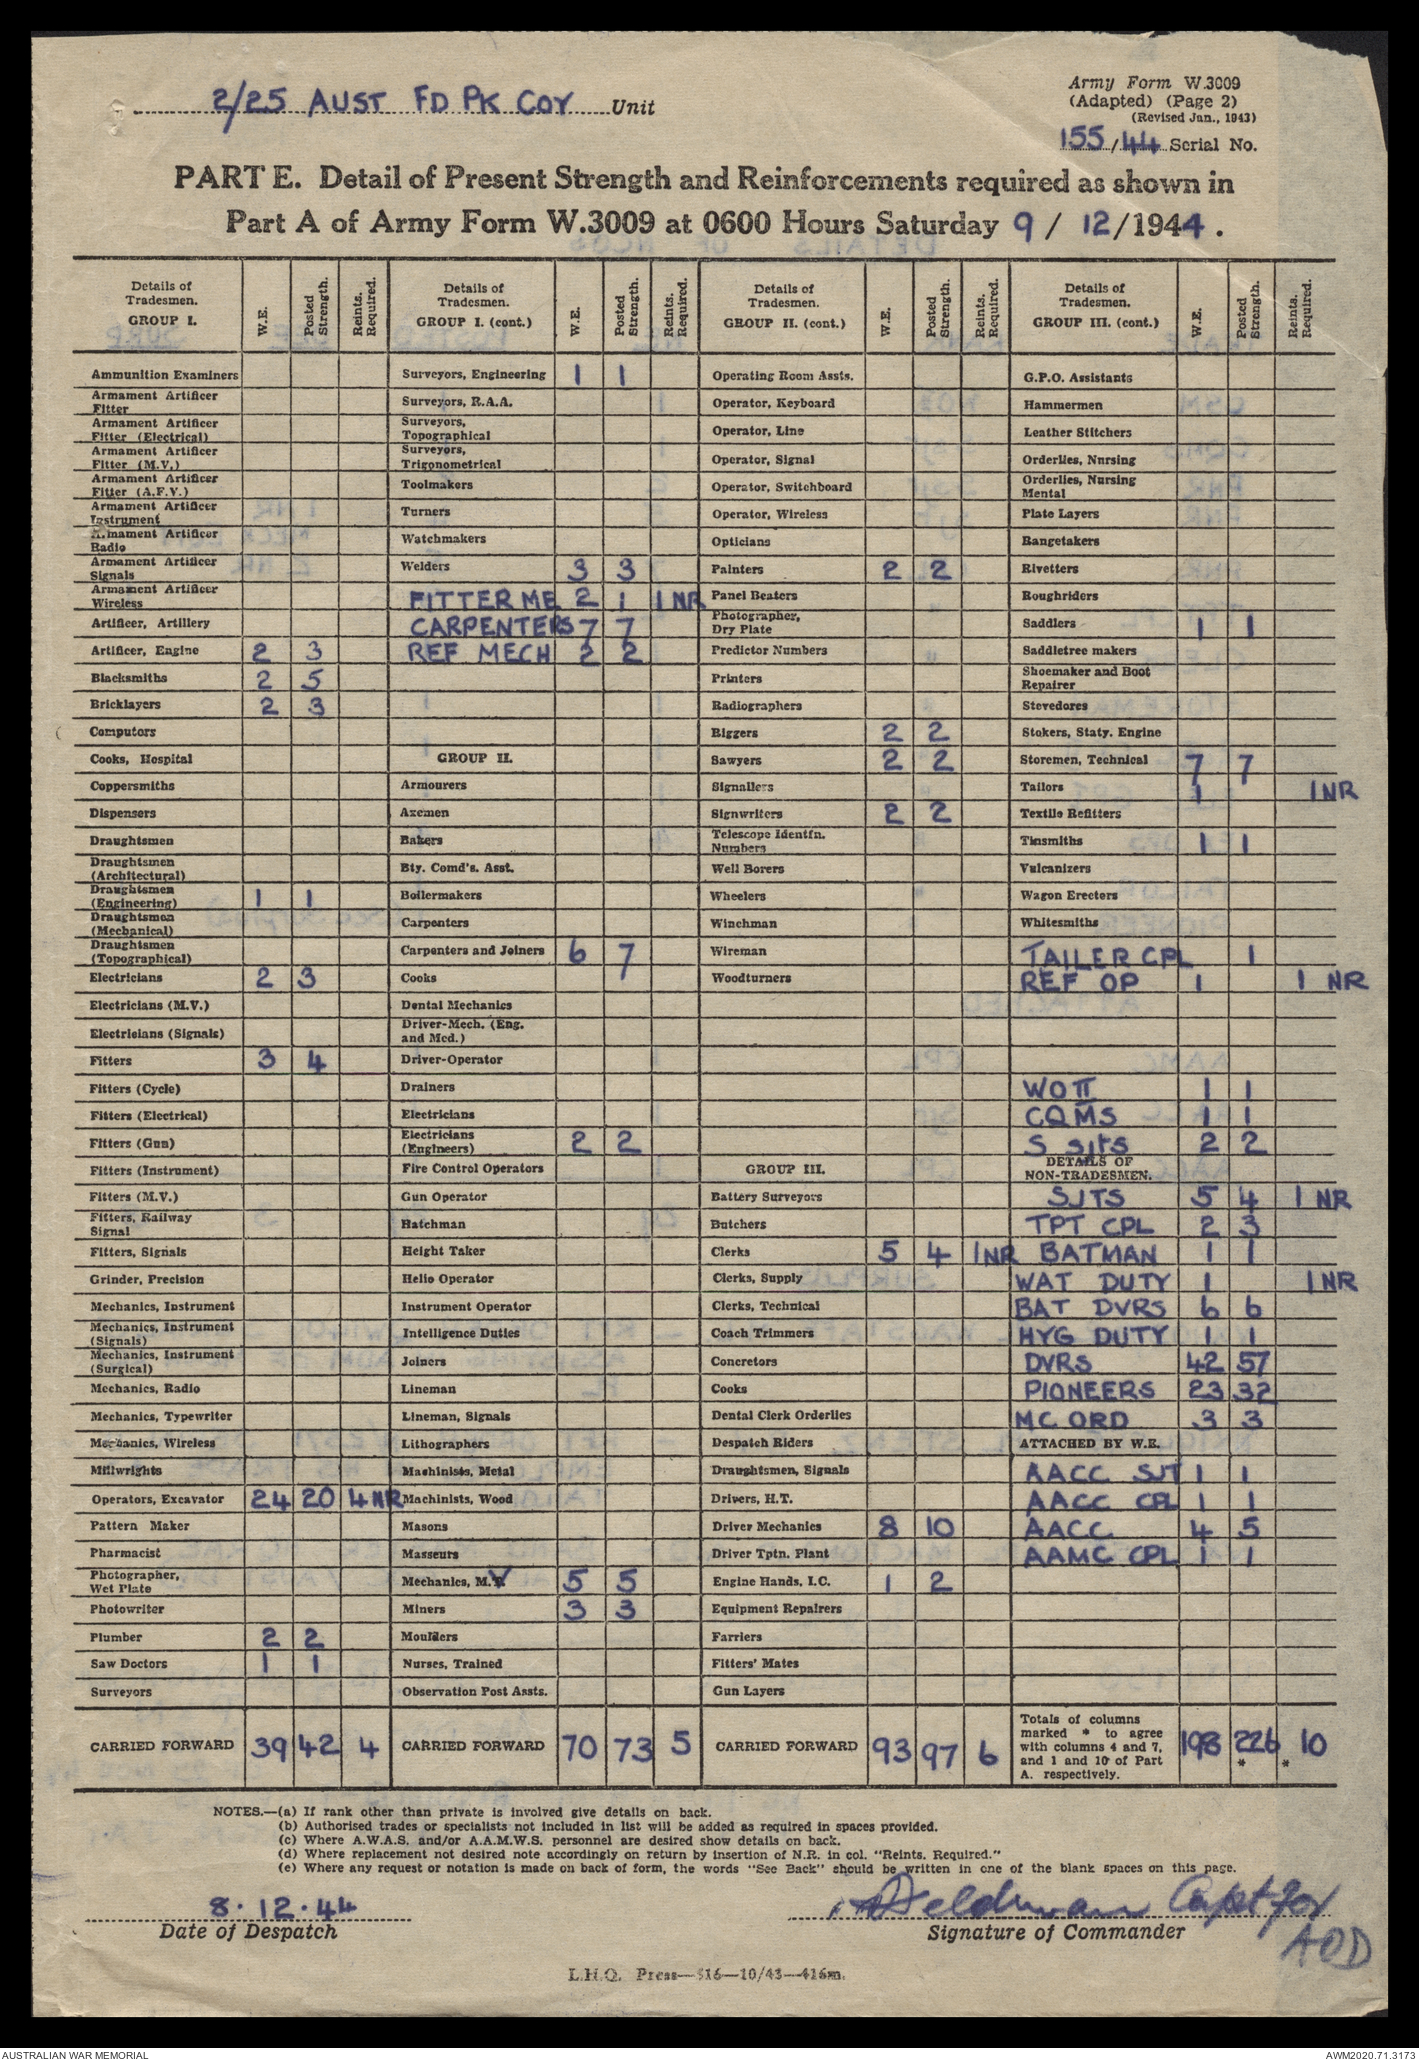 2/25 AUST FD PK COY Unit
Army Form W.3009
(Adapted) (Page 2)
(Revised Jan., 1943)
155/44 Serial No.
PART E. Detail of Present Strength and Reinforcements required as shown in
Part A of Army Form W.3009 at 0600 Hours Saturday 9 / 12 /1944.
Details of Tradesmen. GROUP I. W.E. Posted Strength. Reints. Required.
Ammunition Examiners
Armament Artificer Fitter
Armament Artificer Fitter (Electrical)
Armament Artificer Fitter (M.V.)
Armament Artificer Fitter (A.F.V.)
Armament Artificer Instrument
Armament Artificer Radio
Armament Artificer Signals
Armament Artificer Wireless
Artificer, Artillery
Artificer, Engine 2 3
Blacksmiths 2 5
Bricklayers 2 3
Computors
Cooks, Hospital
Coppersmiths
Dispensers
Draughtsmen
Draughtsmen (Architectural)
Draughtsmen (Engineering) 1 1
Draughtsmen (Mechanical)
Draughtsmen (Topographical)
Electricians 2 3
Electricians (M.V.)
Electricians (Signals)
Fitters 3 4
Fitters (Cycle)
Fitters (Electrical)
Fitters (Gun)
Fitters (Instrument)
Fitters (M.V.)
Fitters, Railway Signal
Fitters, Signals
Grinder, Precision
Mechanics, Instrument
Mechanics, Instrument (Signals)
Mechanics, Instrument (Surgical)
Mechanics, Radio
Mechanics, Typewriter
Mechanics, Wireless
Millwrights
Operators, Excavator 24 20 4 NR
Pattern Maker
Pharmacist
Photographer, Wet Plate
Photowriter
Plumber 2 2
Saw Doctors 1 1
Surveyors
CARRIED FORWARD 39 42 4
Details of Tradesmen. GROUP I. (cont.) W.E. Posted Strength. Reints. Required.
Surveyors, Engineering 1 1
Surveyors, R.A.A.
Surveyors, Topographical
Surveyors, Trigonometrical
Toolmakers
Turners
Watchmakers
Welders 3 3
FITTER ME 2 1 1 NR
CARPENTERS 7 7
REF MECH 2 2
GROUP II.
Armourers
Axemen
Bakers
Bty. Comd's. Asst.
Boilermakers
Carpenters
Carpenters and Joiners 6 7
Cooks
Dental Mechanics
Driver-Mech. (Eng. and Med.)
Driver-Operator
Drainers
Electricians
Electricians (Engineers) 2 2
Fire Control Operators
Gun Operator
Hatchman
Height Taker
Helio Operator
Instrument Operator
Intelligence Duties
Joiners
Lineman
Lineman, Signals
Lithographers
Machinists, Metal
Machinists, Wood
Masons
Masseurs
Mechanics, M.V 5 5
Miners 3 3
Moulders
Nurses, Trained
Observation Post Assts.
CARRIED FORWARD 70 73 5
Details of Tradesmen. GROUP II. (cont.) W.E. Posted Strength. Reints. Required.
Operating Room Assts.
Operator, Keyboard
Operator, Line
Operator, Signal
Operator, Switchboard
Operator, Wireless
Opticians
Painters 2 2
Panel Beaters
Photographer, Dry Plate
Predictor Numbers
Printers
Radiographers
Riggers 2 2
Sawyers 2 2
Signallers
Signwriters 2 2
Telescope Identfn. Numbers
Well Borers
Wheelers
Winchman
Wireman
Woodturners
GROUP III.
Battery Surveyors
Butchers
Clerks 5 4 1 NR
Clerks, Supply
Clerks, Technical
Coach Trimmers
Concretors
Cooks
Dental Clerk Orderlies
Despatch Riders
Draughtsmen, Signals
Drivers, H.T.
Driver Mechanics 8 10
Driver Tptn. Plant
Engine Hands, I.C. 1 2
Equipment Repairers
Farriers
Fitters' Mates
Gun Layers
CARRIED FORWARD 93 97 6
Details of Tradesmen. GROUP III. (cont.) W.E. Posted Strength. Reints. Required.
G.P.O. Assistants
Hammermen
Leather Stitchers
Orderlies, Nursing
Orderlies, Nursing Mental
Plate Layers
Rangetakers
Rivetters
Roughriders
Saddlers 1 1
Saddletree makers
Shoemaker and Boot Repairer
Stevedores
Stokers, Staty. Engine
Storemen, Technical 7 7
Tailors 1 1 NR
Textile Refitters
Tinsmiths 1 1
Vulcanizers
Wagon Erectors
Whitesmiths
TAILER CPL 1
REF OP 1 1 NR
WO II 1 1
CQMS 1 1
S SJTS 2 2
DETAILS OF NON-TRADESMEN.
SJTS 5 4 1 NR
TPT CPL 2 3
BATMAN 1 1
WAT DUTY 1 1 NR
BAT DVRS 6 6
HYG DUTY 1 1
DVRS 42 57
PIONEERS 23 32
MC ORD 3 3
ATTACHED BY W.E.
AACC SJT 1 1
AACC CPL 1 1
AACC 4 5
AAMC CPL 1 1
Totals of columns marked * to agree with columns 4 and 7, and 1 and 10 of Part A. respectively. 198 226 * * 10
NOTES.—(a) If rank other than private is involved give details on back.
(b) Authorised trades or specialists not included in list will be added as required in spaces provided.
(c) Where A.W.A.S. and/or A.A.M.W.S. personnel are desired show details on back.
(d) Where replacement not desired note accordingly on return by insertion of N.R. in col. "Reints. Required."
(e) Where any request or notation is made on back of form, the words "See Back" should be written in one of the blank spaces on this page.
8.12.44
Date of Despatch
Feldman Capt for
AOD
Signature of Commander
L.H.Q. Press—516—10/43—416m.
AUSTRALIAN WAR MEMORIAL
AWM2020.71.3173